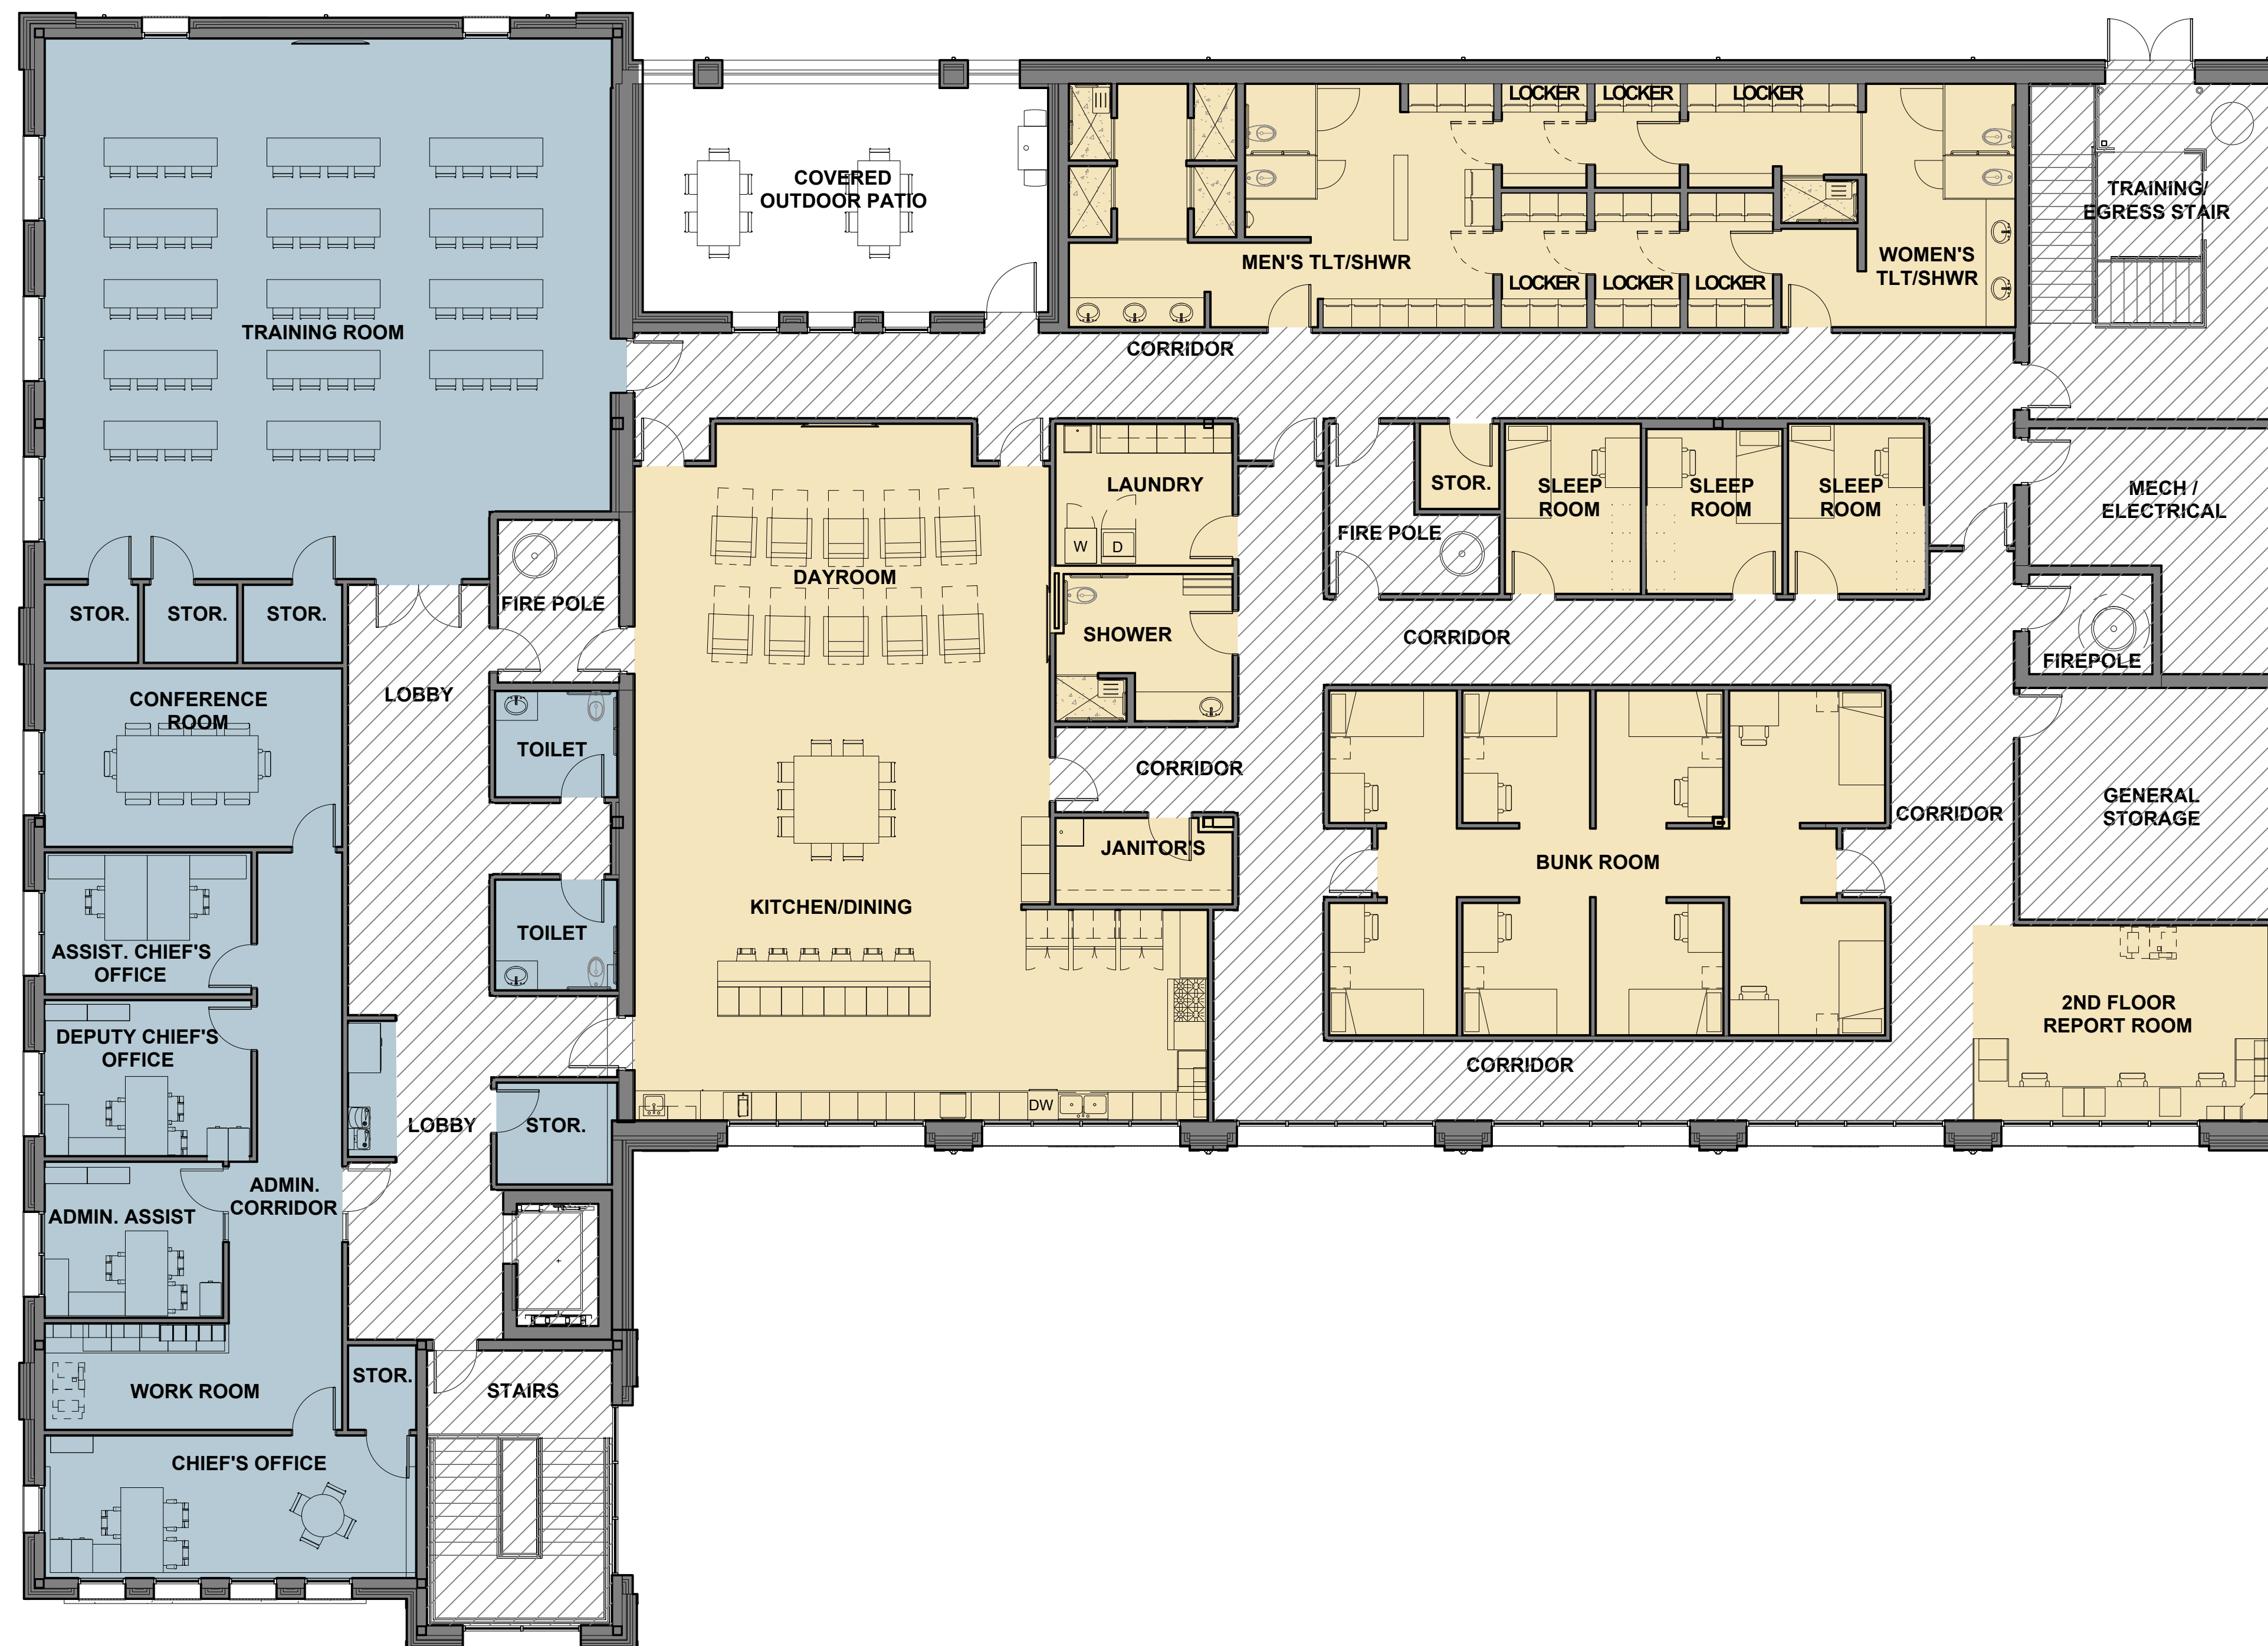 LOCKER
LOCKER
LOCKER
COVERED
OUTDOOR PATIO
TRAINING/
EGRESS STAIR
MEN'S TLT/SHWR
WOMEN'S
TLT/SHWR
LOCKER
LOCKER
LOCKER
TRAINING ROOM
CORRIDOR
LAUNDRY
STOR.
SLEEP
ROOM
SLEEP
ROOM
SLEEP
ROOM
MECH /
ELECTRICAL
FIRE POLE
W
D
DAYROOM
FIRE POLE
STOR.
STOR.
STOR.
SHOWER
CORRIDOR
FIREPOLE
CONFERENCE
ROOM
LOBBY
TOILET
CORRIDOR
GENERAL
STORAGE
CORRIDOR
JANITOR'S
BUNK ROOM
KITCHEN/DINING
TOILET
ASSIST. CHIEF'S
OFFICE
2ND FLOOR
REPORT ROOM
DEPUTY CHIEF'S
OFFICE
CORRIDOR
DW
LOBBY
STOR.
ADMIN.
CORRIDOR
ADMIN. ASSIST
STOR.
WORK ROOM
STAIRS
CHIEF'S OFFICE